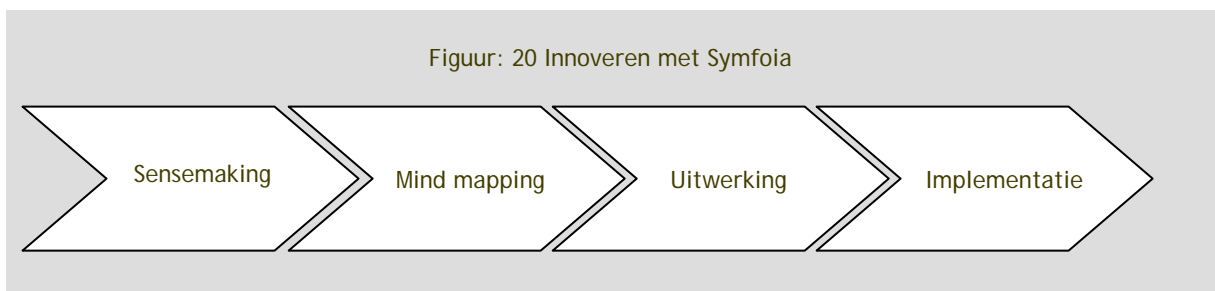 Figuur: 20 Innoveren met Symfoia
Sensemaking
Mind mapping
Uitwerking
Implementatie